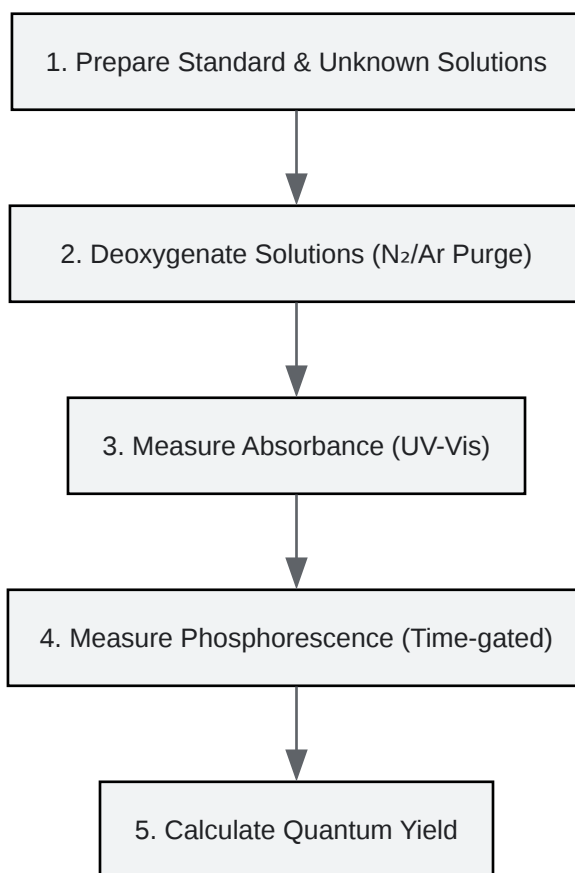 1. Prepare Standard & Unknown Solutions
2. Deoxygenate Solutions (N₂/Ar Purge)
3. Measure Absorbance (UV-Vis)
4. Measure Phosphorescence (Time-gated)
5. Calculate Quantum Yield